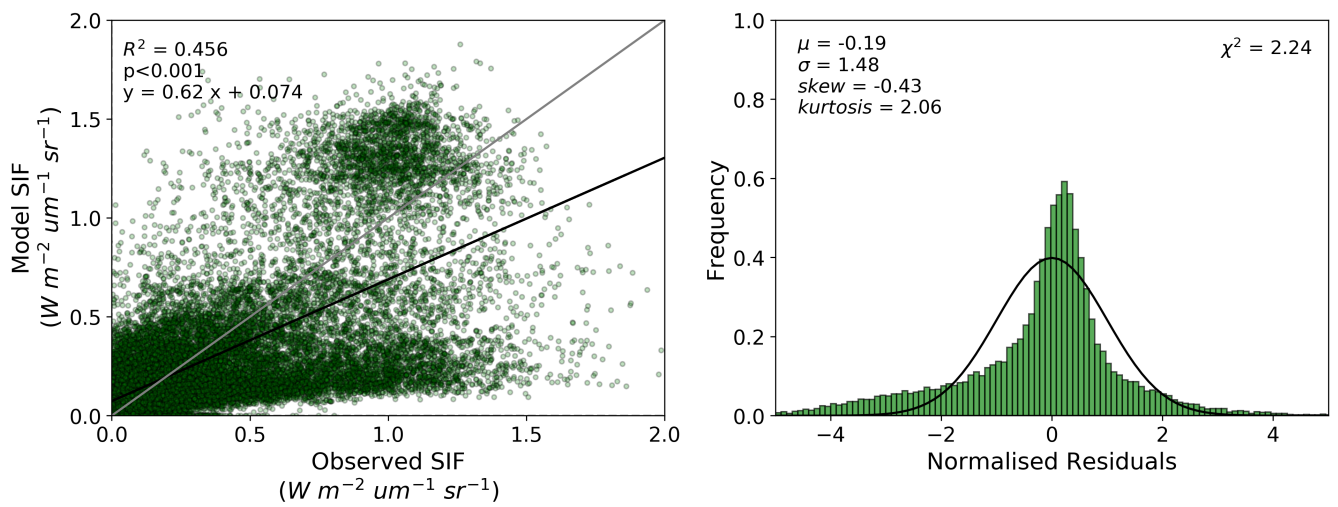 2.0
1.5
1.0
0.5
0.0
Model SIF
(W m⁻² um⁻¹ sr⁻¹)
R² = 0.456
p<0.001
y = 0.62 x + 0.074
0.0 0.5 1.0 1.5 2.0
Observed SIF
(W m⁻² um⁻¹ sr⁻¹)
1.0
0.8
0.6
0.4
0.2
0.0
Frequency
μ = -0.19
σ = 1.48
skew = -0.43
kurtosis = 2.06
χ² = 2.24
−4 −2 0 2 4
Normalised Residuals